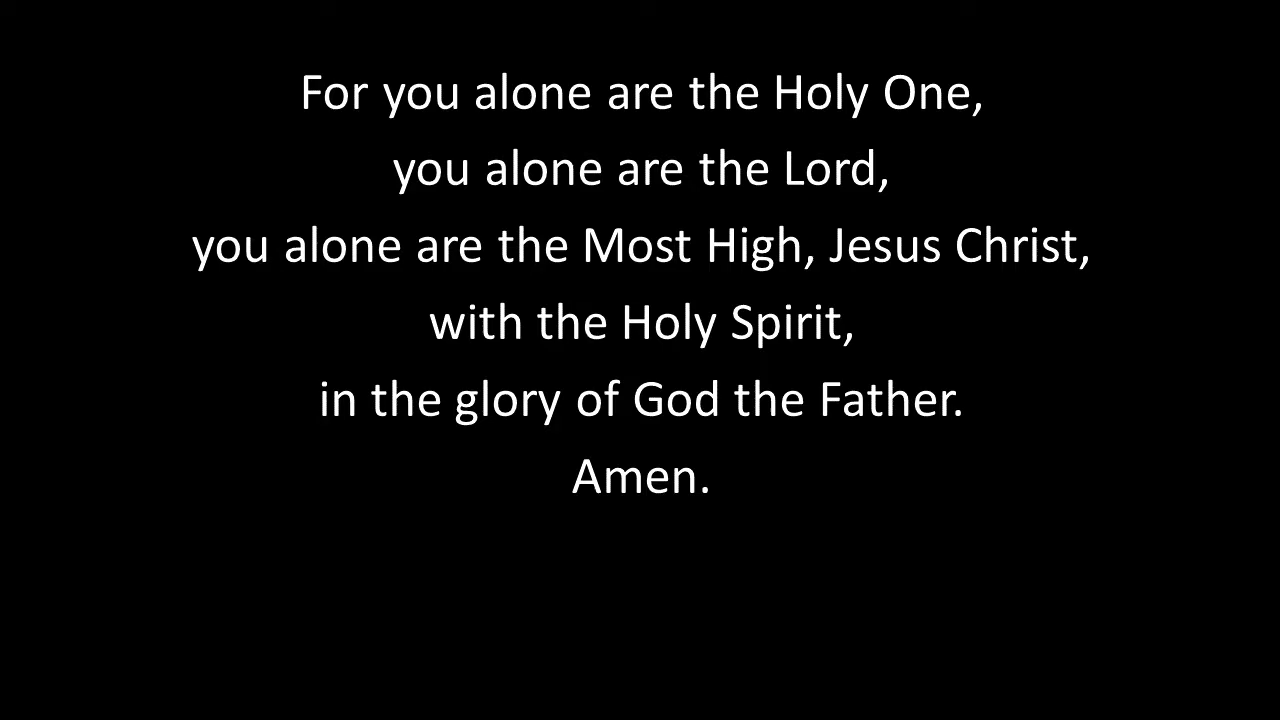 For you alone are the Holy One,
you alone are the Lord,
you alone are the Most High, Jesus Christ,
with the Holy Spirit,
in the glory of God the Father.
Amen.